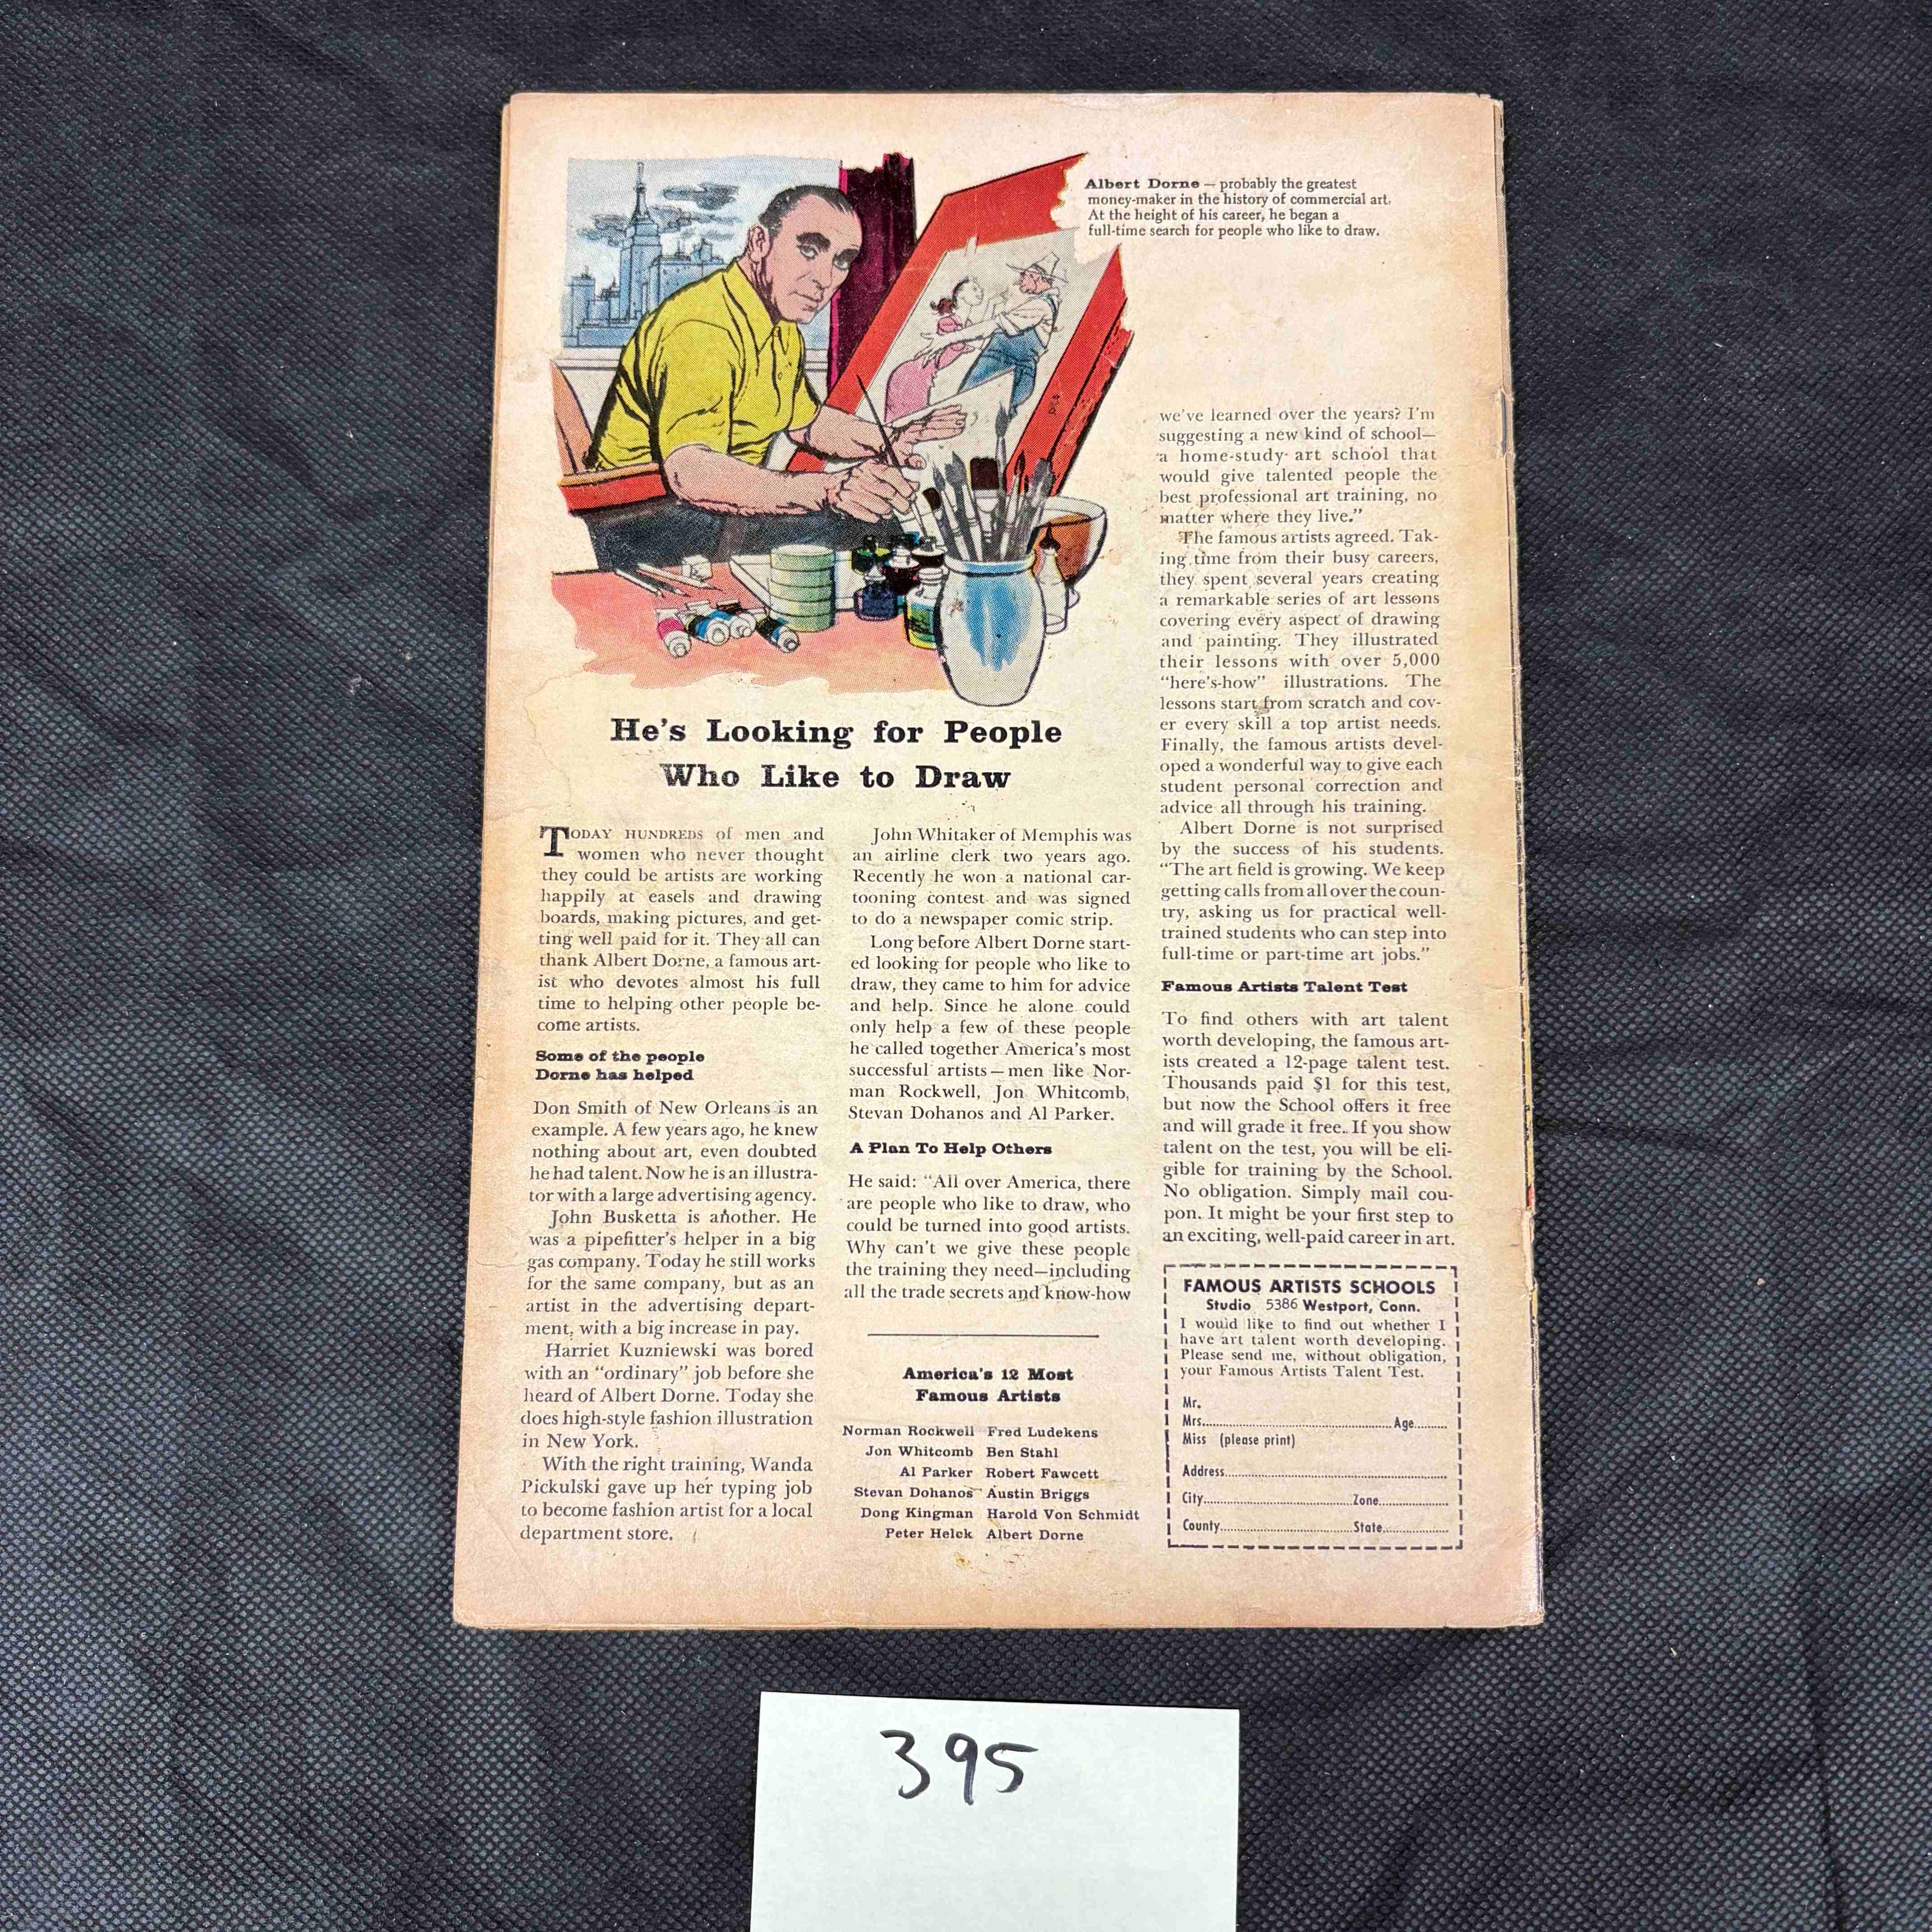 Albert Dorne — probably the greatest
money-maker in the history of commercial art.
At the height of his career, he began a
full-time search for people who like to draw.
He's Looking for People
Who Like to Draw
TODAY HUNDREDS of men and
women who never thought
they could be artists are working
happily at easels and drawing
boards, making pictures, and get-
ting well paid for it. They all can
thank Albert Dorne, a famous art-
ist who devotes almost his full
time to helping other people be-
come artists.
Some of the people
Dorne has helped
Don Smith of New Orleans is an
example. A few years ago, he knew
nothing about art, even doubted
he had talent. Now he is an illustra-
tor with a large advertising agency.
John Busketta is another. He
was a pipefitter's helper in a big
gas company. Today he still works
for the same company, but as an
artist in the advertising depart-
ment, with a big increase in pay.
Harriet Kuzniewski was bored
with an "ordinary" job before she
heard of Albert Dorne. Today she
does high-style fashion illustration
in New York.
With the right training, Wanda
Pickulski gave up her typing job
to become fashion artist for a local
department store.
John Whitaker of Memphis was
an airline clerk two years ago.
Recently he won a national car-
tooning contest and was signed
to do a newspaper comic strip.
Long before Albert Dorne start-
ed looking for people who like to
draw, they came to him for advice
and help. Since he alone could
only help a few of these people
he called together America's most
successful artists — men like Nor-
man Rockwell, Jon Whitcomb,
Stevan Dohanos and Al Parker.
A Plan To Help Others
He said: "All over America, there
are people who like to draw, who
could be turned into good artists.
Why can't we give these people
the training they need—including
all the trade secrets and know-how
America's 12 Most
Famous Artists
Norman Rockwell Fred Ludekens
Jon Whitcomb Ben Stahl
Al Parker Robert Fawcett
Stevan Dohanos Austin Briggs
Dong Kingman Harold Von Schmidt
Peter Helck Albert Dorne
we've learned over the years? I'm
suggesting a new kind of school—
a home-study art school that
would give talented people the
best professional art training, no
matter where they live."
The famous artists agreed. Tak-
ing time from their busy careers,
they spent several years creating
a remarkable series of art lessons
covering every aspect of drawing
and painting. They illustrated
their lessons with over 5,000
"here's-how" illustrations. The
lessons start from scratch and cov-
er every skill a top artist needs.
Finally, the famous artists devel-
oped a wonderful way to give each
student personal correction and
advice all through his training.
Albert Dorne is not surprised
by the success of his students.
"The art field is growing. We keep
getting calls from all over the coun-
try, asking us for practical well-
trained students who can step into
full-time or part-time art jobs."
Famous Artists Talent Test
To find others with art talent
worth developing, the famous art-
ists created a 12-page talent test.
Thousands paid $1 for this test,
but now the School offers it free
and will grade it free. If you show
talent on the test, you will be eli-
gible for training by the School.
No obligation. Simply mail cou-
pon. It might be your first step to
an exciting, well-paid career in art.
FAMOUS ARTISTS SCHOOLS
Studio 5386 Westport, Conn.
I would like to find out whether I
have art talent worth developing.
Please send me, without obligation,
your Famous Artists Talent Test.
Mr.
Mrs. Age
Miss (please print)
Address
City Zone
County State
395